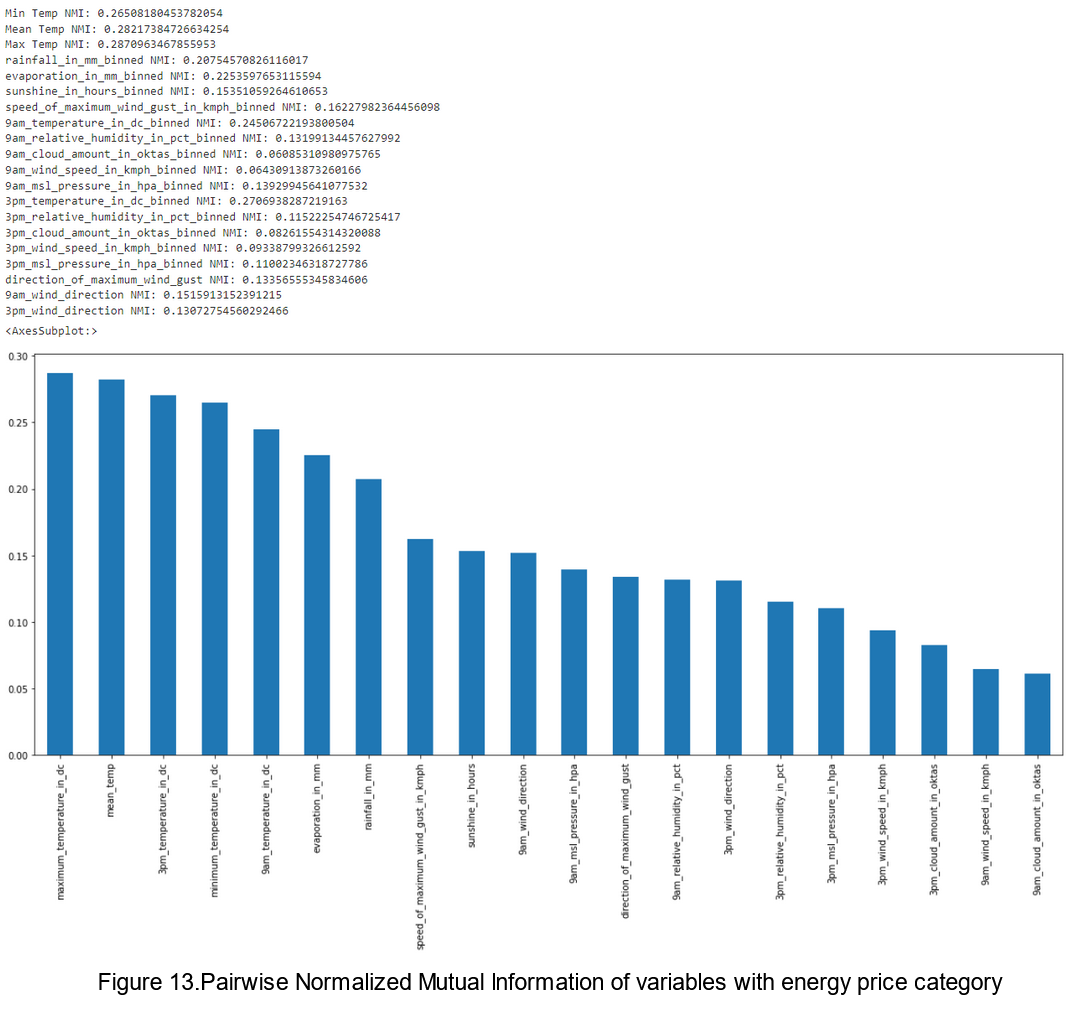 Min Temp NMI: 0.26508180453782054
Mean Temp NMI: 0.28217384726634254
Max Temp NMI: 0.2870963467855953
rainfall_in_mm_binned NMI: 0.20754570826116017
evaporation_in_mm_binned NMI: 0.2253597653115594
sunshine_in_hours_binned NMI: 0.15351059264610653
speed_of_maximum_wind_gust_in_kmph_binned NMI: 0.16227982364456098
9am_temperature_in_dc_binned NMI: 0.24506722193800504
9am_relative_humidity_in_pct_binned NMI: 0.13199134457627992
9am_cloud_amount_in_oktas_binned NMI: 0.06085310980975765
9am_wind_speed_in_kmph_binned NMI: 0.06430913873260166
9am_msl_pressure_in_hpa_binned NMI: 0.13929945641077532
3pm_temperature_in_dc_binned NMI: 0.2706938287219163
3pm_relative_humidity_in_pct_binned NMI: 0.11522254746725417
3pm_cloud_amount_in_oktas_binned NMI: 0.08261554314320088
3pm_wind_speed_in_kmph_binned NMI: 0.09338799326612592
3pm_msl_pressure_in_hpa_binned NMI: 0.11002346318727786
direction_of_maximum_wind_gust NMI: 0.13356555345834606
9am_wind_direction NMI: 0.1515913152391215
3pm_wind_direction NMI: 0.13072754560292466
<AxesSubplot:>
0.30
0.25
0.20
0.15
0.10
0.05
0.00
maximum_temperature_in_dc
mean_temp
3pm_temperature_in_dc
minimum_temperature_in_dc
9am_temperature_in_dc
evaporation_in_mm
rainfall_in_mm
speed_of_maximum_wind_gust_in_kmph
sunshine_in_hours
9am_wind_direction
9am_msl_pressure_in_hpa
direction_of_maximum_wind_gust
9am_relative_humidity_in_pct
3pm_wind_direction
3pm_relative_humidity_in_pct
3pm_msl_pressure_in_hpa
3pm_wind_speed_in_kmph
3pm_cloud_amount_in_oktas
9am_wind_speed_in_kmph
9am_cloud_amount_in_oktas
Figure 13.Pairwise Normalized Mutual Information of variables with energy price category